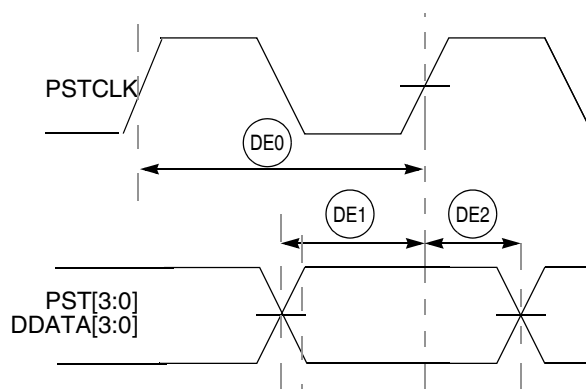 PSTCLK
DE0
DE1
DE2
PST[3:0]
DDATA[3:0]